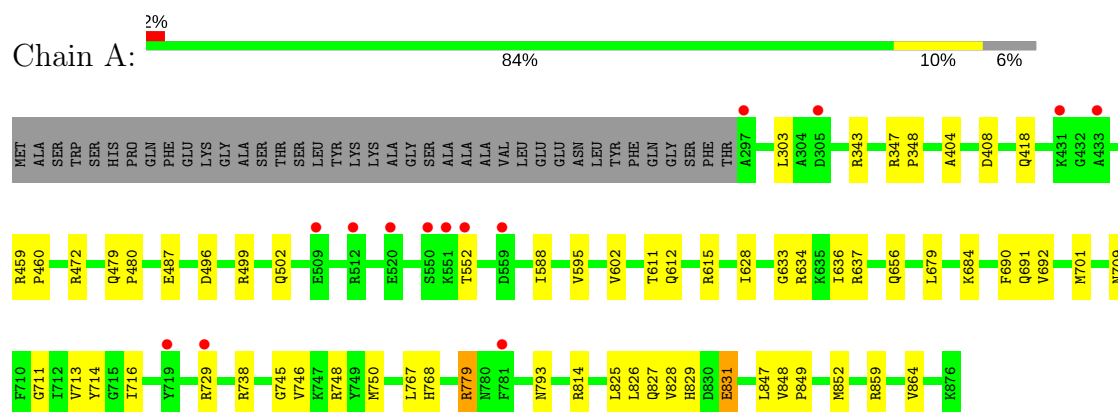 2%
Chain A:
84% 10% 6%
MET ALA SER TRP SER HIS PRO GLN PHE GLU LYS GLY ALA SER THR SER LEU TYR LYS LYS ALA GLY SER ALA ALA ALA VAL LEU GLU GLU ASN LEU TYR PHE GLN GLY SER PHE THR A297 L303 A304 D305 R343 R347 P348 A404 D408 Q418 K431 G432 A433
R459 P460 R472 Q479 P480 E487 D496 R499 Q502 E509 R512 E520 S550 K551 T552 D559 I588 V595 V602 T611 Q612 R615 I628 G633 R634 K635 I636 R637 Q656 L679 K684 F690 Q691 V692 M701 N709
F710 G711 I712 V713 Y714 G715 I716 Y719 R729 R738 G745 V746 K747 R748 Y749 M750 L767 H768 R779 N780 F781 N793 R814 L825 L826 Q827 V828 H829 D830 E831 L847 V848 P849 M852 R859 V864 K876